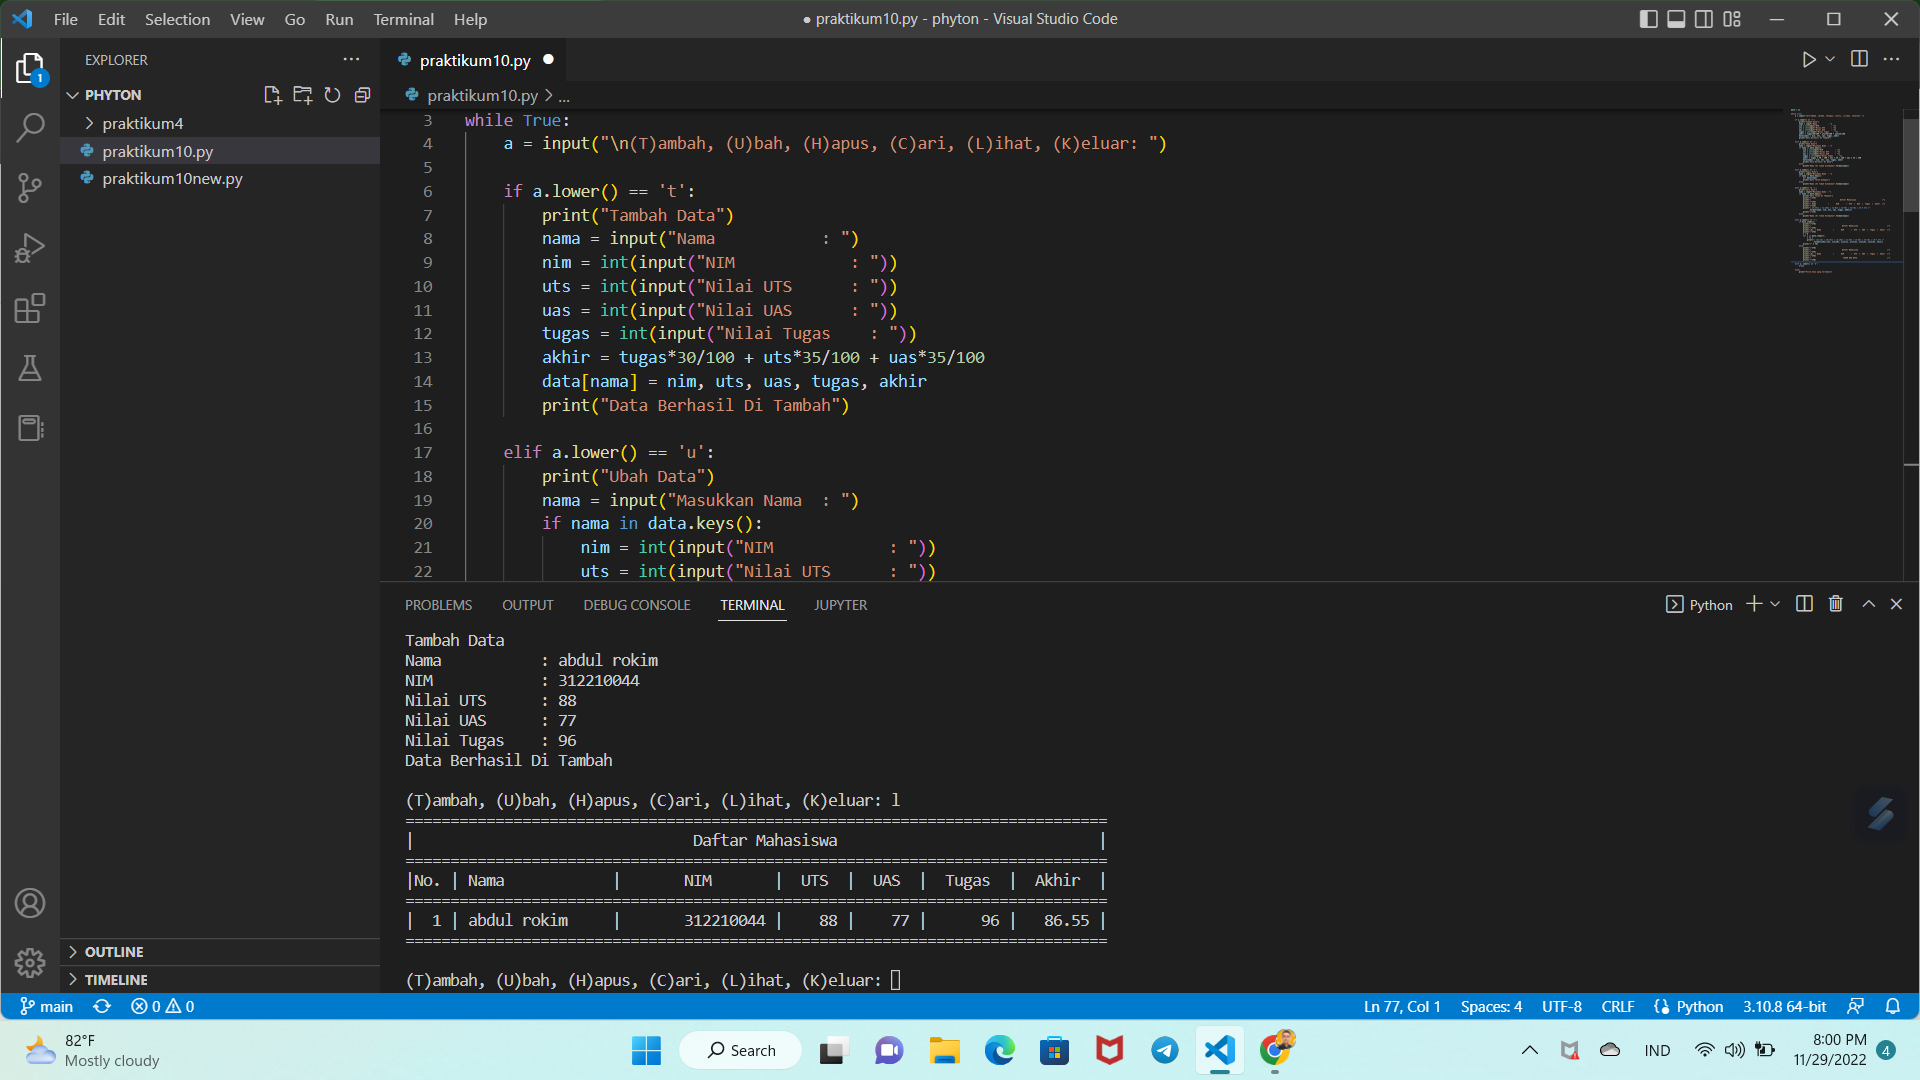 File Edit Selection View Go Run Terminal Help
● praktikum10.py - phyton - Visual Studio Code
EXPLORER
PHYTON
praktikum4
praktikum10.py
praktikum10new.py
OUTLINE
TIMELINE
1
praktikum10.py
praktikum10.py > ...
3 while True:
4 a = input("\n(T)ambah, (U)bah, (H)apus, (C)ari, (L)ihat, (K)eluar: ")
5
6 if a.lower() == 't':
7 print("Tambah Data")
8 nama = input("Nama           : ")
9 nim = int(input("NIM            : "))
10 uts = int(input("Nilai UTS      : "))
11 uas = int(input("Nilai UAS      : "))
12 tugas = int(input("Nilai Tugas    : "))
13 akhir = tugas*30/100 + uts*35/100 + uas*35/100
14 data[nama] = nim, uts, uas, tugas, akhir
15 print("Data Berhasil Di Tambah")
16
17 elif a.lower() == 'u':
18 print("Ubah Data")
19 nama = input("Masukkan Nama  : ")
20 if nama in data.keys():
21 nim = int(input("NIM            : "))
22 uts = int(input("Nilai UTS      : "))
PROBLEMS OUTPUT DEBUG CONSOLE TERMINAL JUPYTER
Python
Tambah Data
Nama           : abdul rokim
NIM            : 312210044
Nilai UTS      : 88
Nilai UAS      : 77
Nilai Tugas    : 96
Data Berhasil Di Tambah
(T)ambah, (U)bah, (H)apus, (C)ari, (L)ihat, (K)eluar: l
==============================================================================
|                               Daftar Mahasiswa                             |
==============================================================================
|No. | Nama            |       NIM       |  UTS  |  UAS  |  Tugas  |  Akhir  |
==============================================================================
|  1 | abdul rokim     |       312210044 |    88 |    77 |      96 |   86.55 |
==============================================================================
(T)ambah, (U)bah, (H)apus, (C)ari, (L)ihat, (K)eluar:
main 0 0
Ln 77, Col 1 Spaces: 4 UTF-8 CRLF Python 3.10.8 64-bit
82°F
Mostly cloudy
Search
IND
8:00 PM
11/29/2022
4